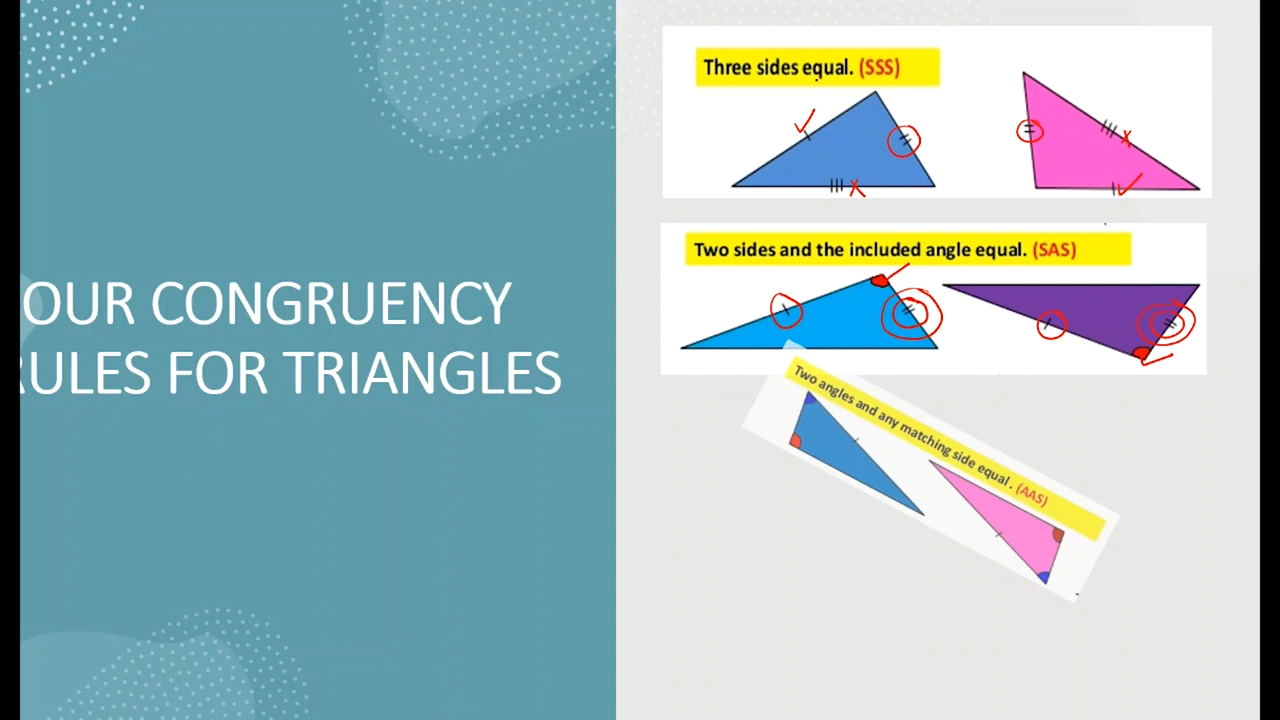 OUR CONGRUENCY
RULES FOR TRIANGLES
Three sides equal. (SSS)
Two sides and the included angle equal. (SAS)
Two angles and any matching side equal. (AAS)